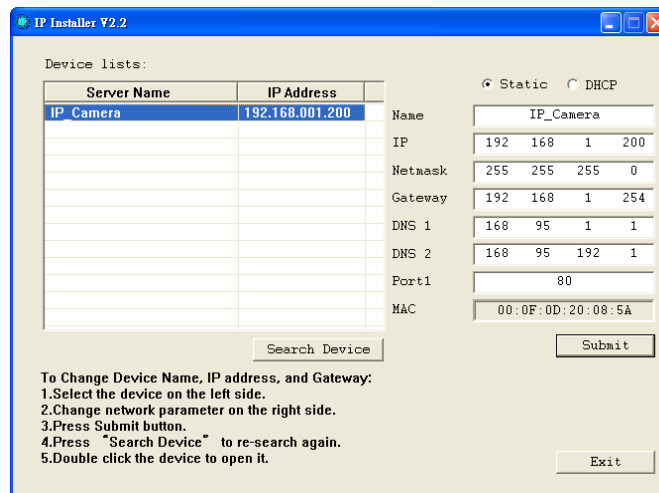 IP Installer V2.2
Device lists:
Server Name IP Address
IP_Camera 192.168.001.200
Static DHCP
Name IP_Camera
IP 192 168 1 200
Netmask 255 255 255 0
Gateway 192 168 1 254
DNS 1 168 95 1 1
DNS 2 168 95 192 1
Port1 80
MAC 00:0F:0D:20:08:5A
Search Device
Submit
To Change Device Name, IP address, and Gateway:
1.Select the device on the left side.
2.Change network parameter on the right side.
3.Press Submit button.
4.Press “Search Device” to re-search again.
5.Double click the device to open it.
Exit